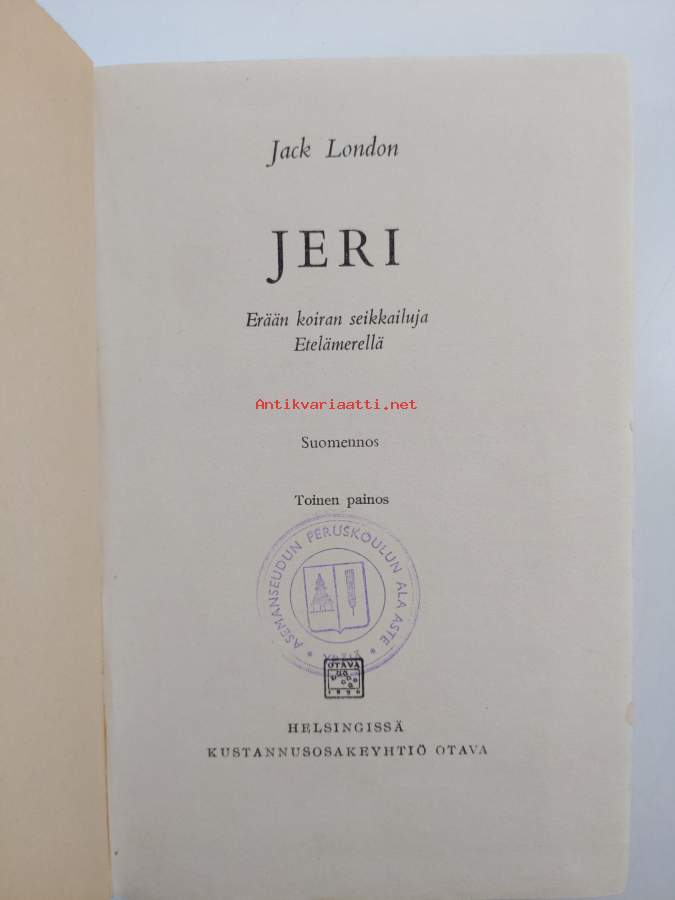 Jack London
JERI
Erään koiran seikkailuja
Etelämerellä
Antikvariaatti.net
Suomennos
Toinen painos
ASEMANSEUDUN PERUSKOULUN ALA ASTE
OTAVA
1890
HELSINGISSÄ
KUSTANNUSOSAKEYHTIÖ OTAVA